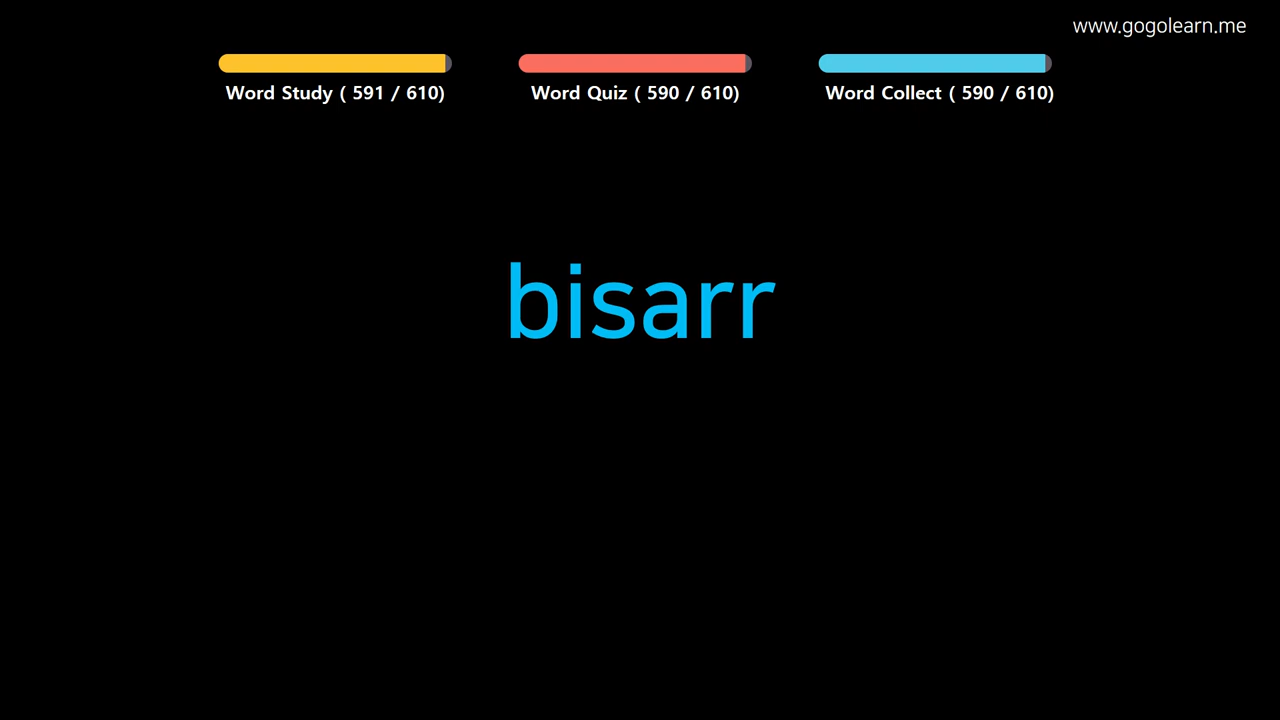 www.gogolearn.me
Word Study ( 591 / 610)
Word Quiz ( 590 / 610)
Word Collect ( 590 / 610)
bisarr